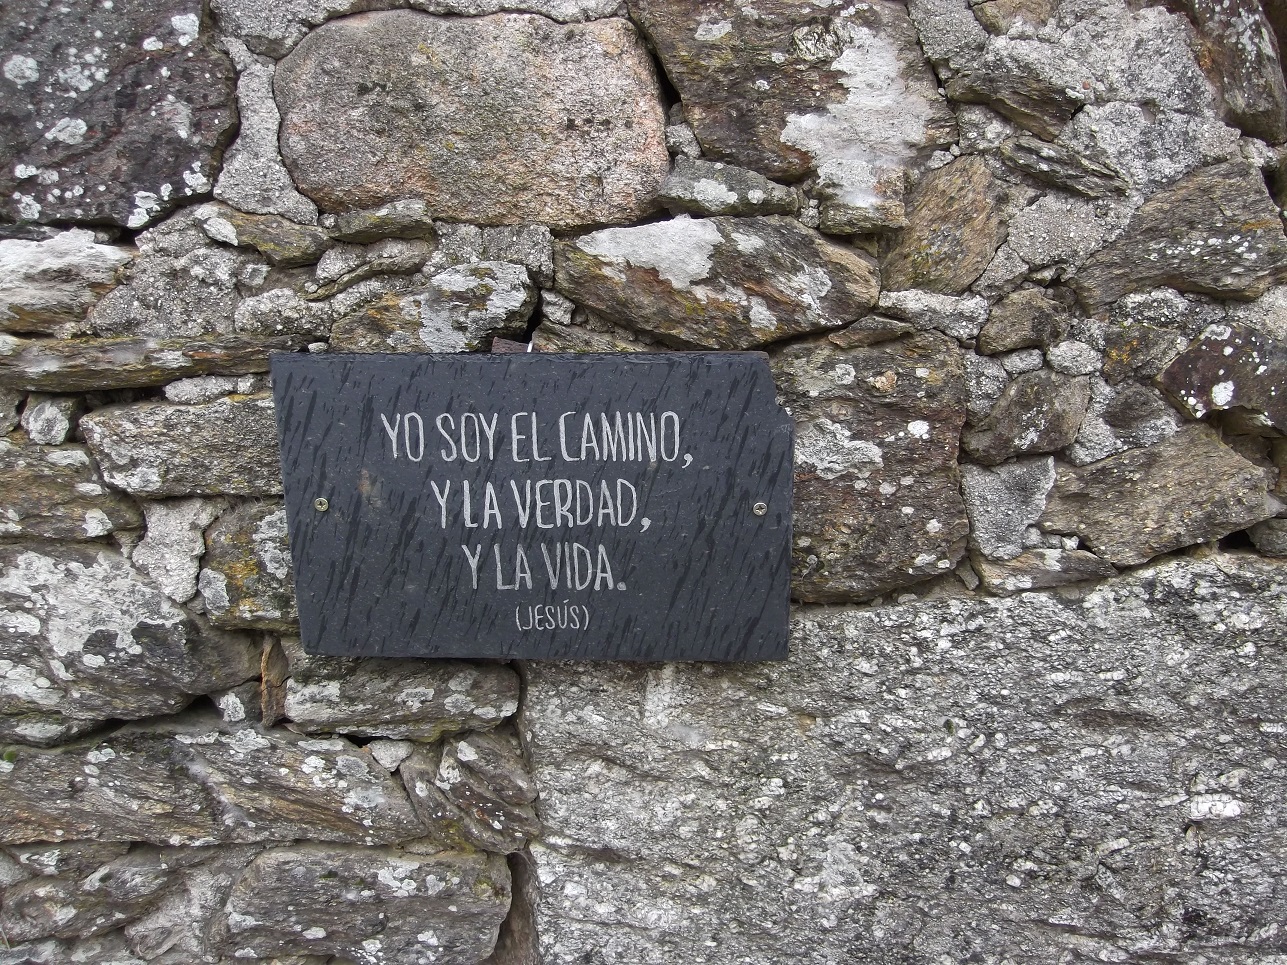 YO SOY EL CAMINO,
Y LA VERDAD,
Y LA VIDA.
(JESÚS)